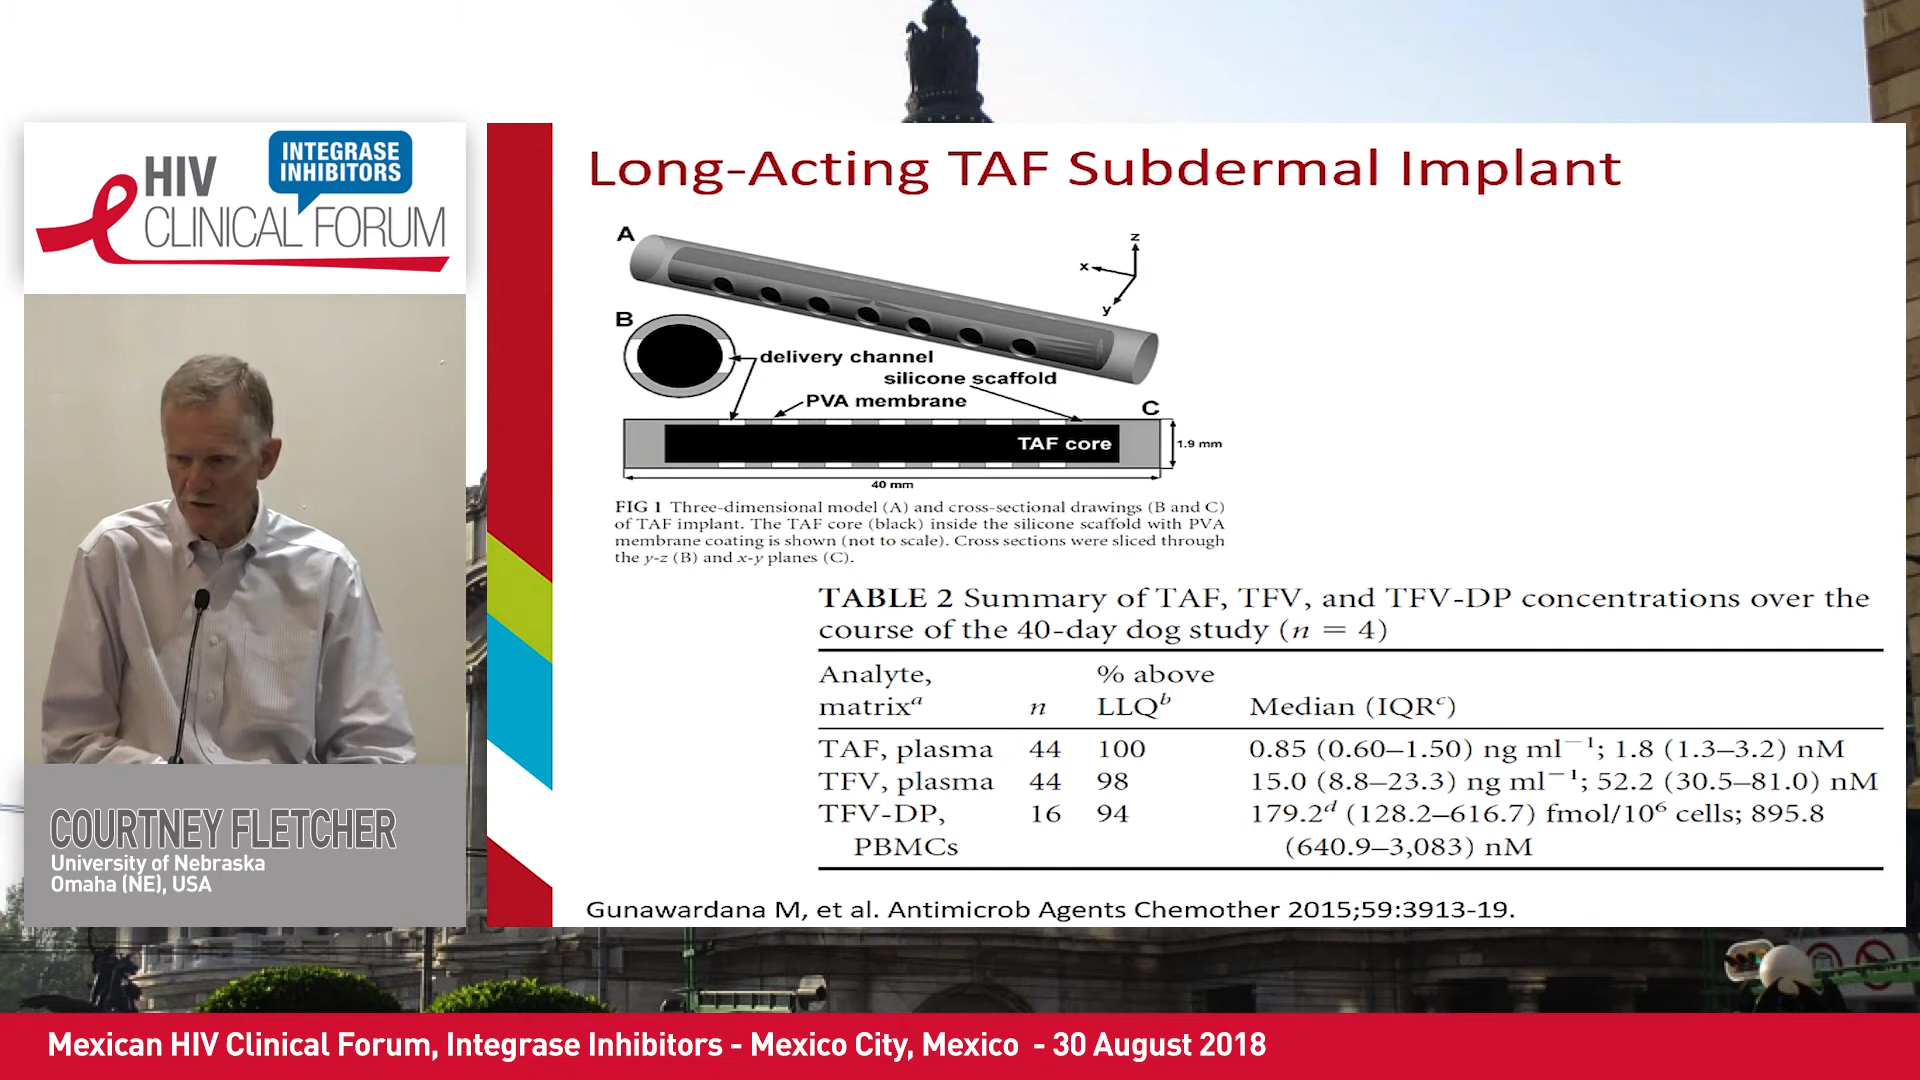 HIV
INTEGRASE
INHIBITORS
CLINICAL FORUM
COURTNEY FLETCHER
University of Nebraska
Omaha (NE), USA
Long-Acting TAF Subdermal Implant
A
z
x
y
B
delivery channel
silicone scaffold
PVA membrane
C
TAF core
1.9 mm
40 mm
FIG 1 Three-dimensional model (A) and cross-sectional drawings (B and C)
of TAF implant. The TAF core (black) inside the silicone scaffold with PVA
membrane coating is shown (not to scale). Cross sections were sliced through
the y-z (B) and x-y planes (C).
TABLE 2 Summary of TAF, TFV, and TFV-DP concentrations over the
course of the 40-day dog study (n = 4)
Analyte, % above
matrixᵃ n LLQᵇ Median (IQRᶜ)
TAF, plasma 44 100 0.85 (0.60–1.50) ng ml⁻¹; 1.8 (1.3–3.2) nM
TFV, plasma 44 98 15.0 (8.8–23.3) ng ml⁻¹; 52.2 (30.5–81.0) nM
TFV-DP, 16 94 179.2ᵈ (128.2–616.7) fmol/10⁶ cells; 895.8
PBMCs (640.9–3,083) nM
Gunawardana M, et al. Antimicrob Agents Chemother 2015;59:3913-19.
Mexican HIV Clinical Forum, Integrase Inhibitors - Mexico City, Mexico - 30 August 2018